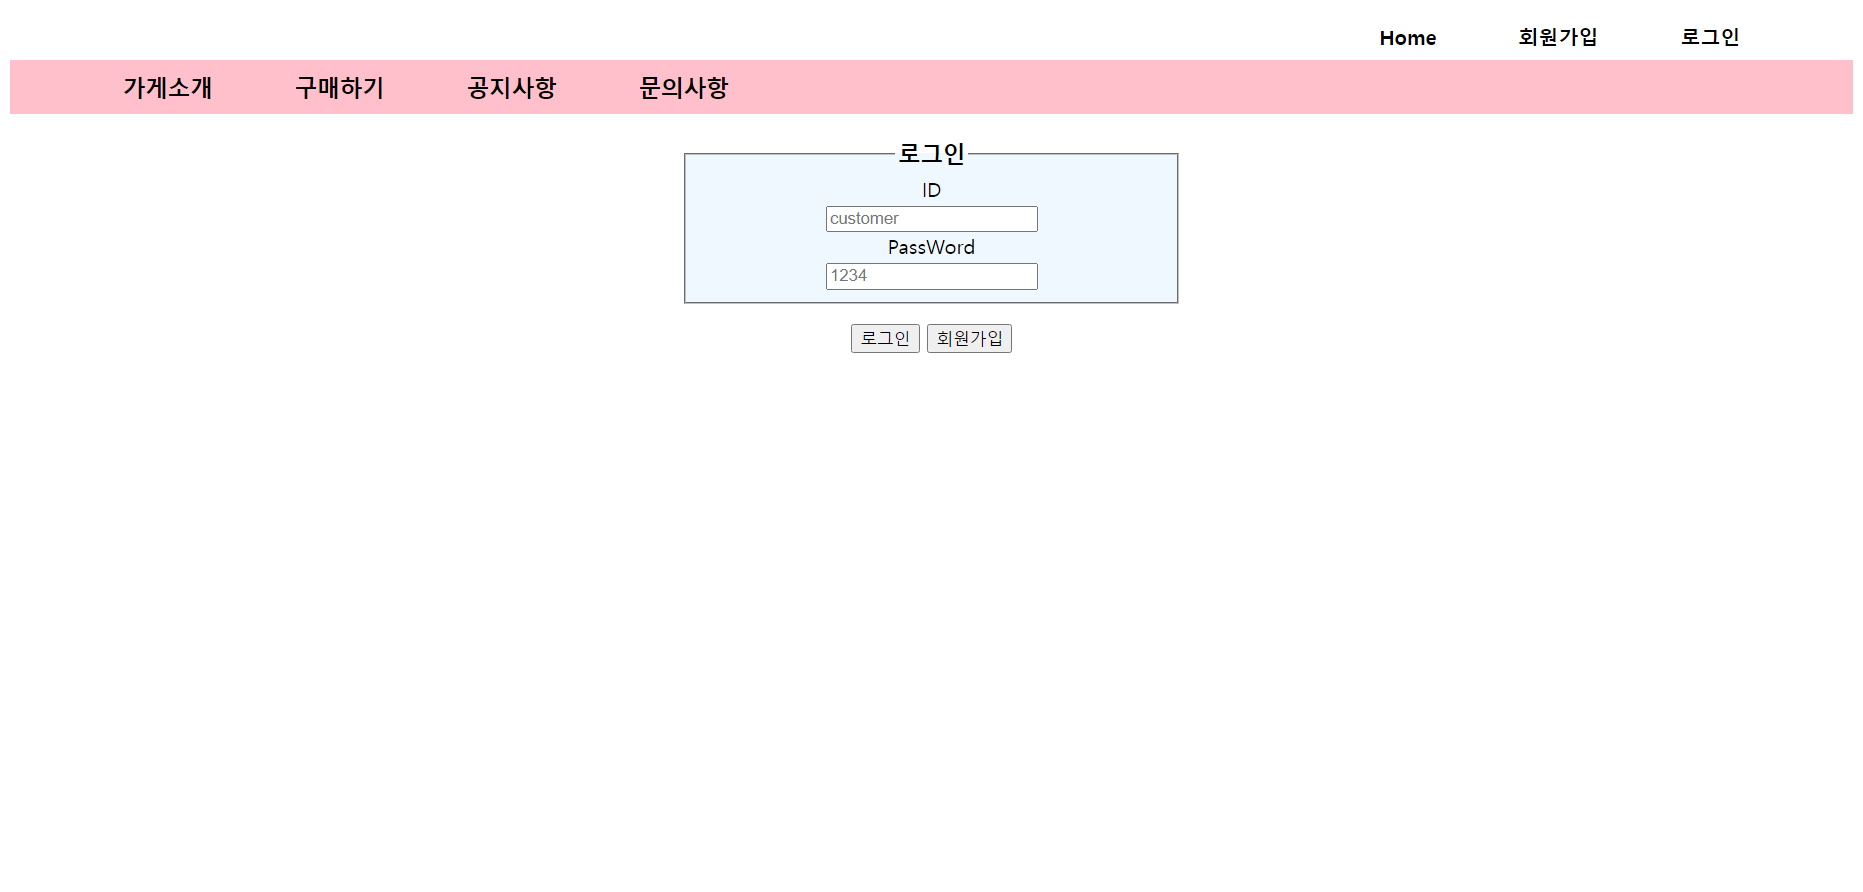 Home 회원가입 로그인
가게소개 구매하기 공지사항 문의사항
로그인
ID
customer
PassWord
1234
로그인 회원가입